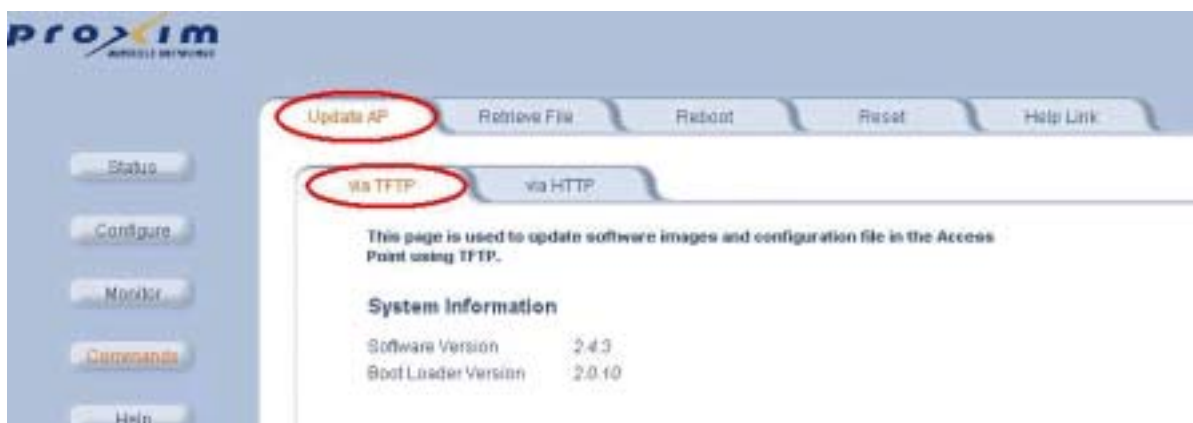 proxim
WIRELESS NETWORKS
Update AP
Retrieve File
Reboot
Reset
Help Link
Status
Configure
Monitor
Commands
Help
via TFTP
via HTTP
This page is used to update software images and configuration file in the Access
Point using TFTP.
System Information
Software Version 2.4.3
Boot Loader Version 2.0.10